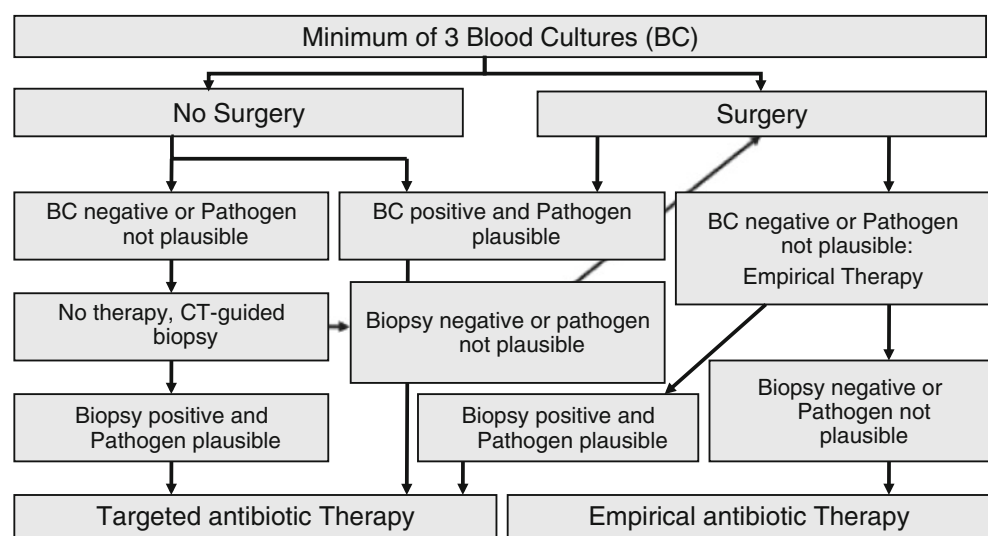 Minimum of 3 Blood Cultures (BC)
No Surgery
Surgery
BC negative or Pathogen
not plausible
BC positive and Pathogen
plausible
BC negative or Pathogen
not plausible:
Empirical Therapy
No therapy, CT-guided
biopsy
Biopsy negative or pathogen
not plausible
Biopsy positive and
Pathogen plausible
Biopsy positive and
Pathogen plausible
Biopsy negative or
Pathogen not
plausible
Targeted antibiotic Therapy
Empirical antibiotic Therapy